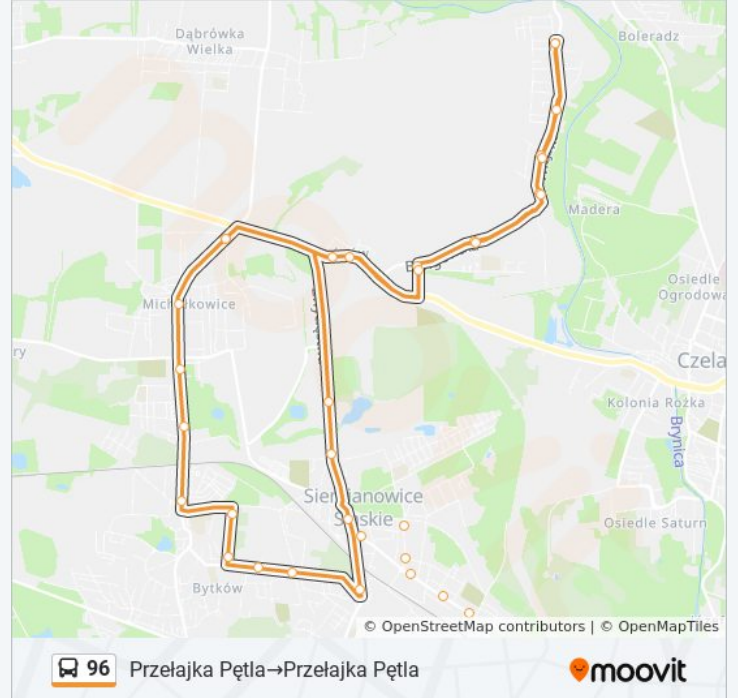 Dąbrówka
Wielka
Boleradz
Madera
Osiedle
Ogrodowa
Czela
Kolonia Rożka
Brynica
Osiedle Saturn
Siemianowice
Śląskie
Bytków
© OpenStreetMap contributors | © OpenMapTiles
96 Przełajka Pętla→Przełajka Pętla
moovit